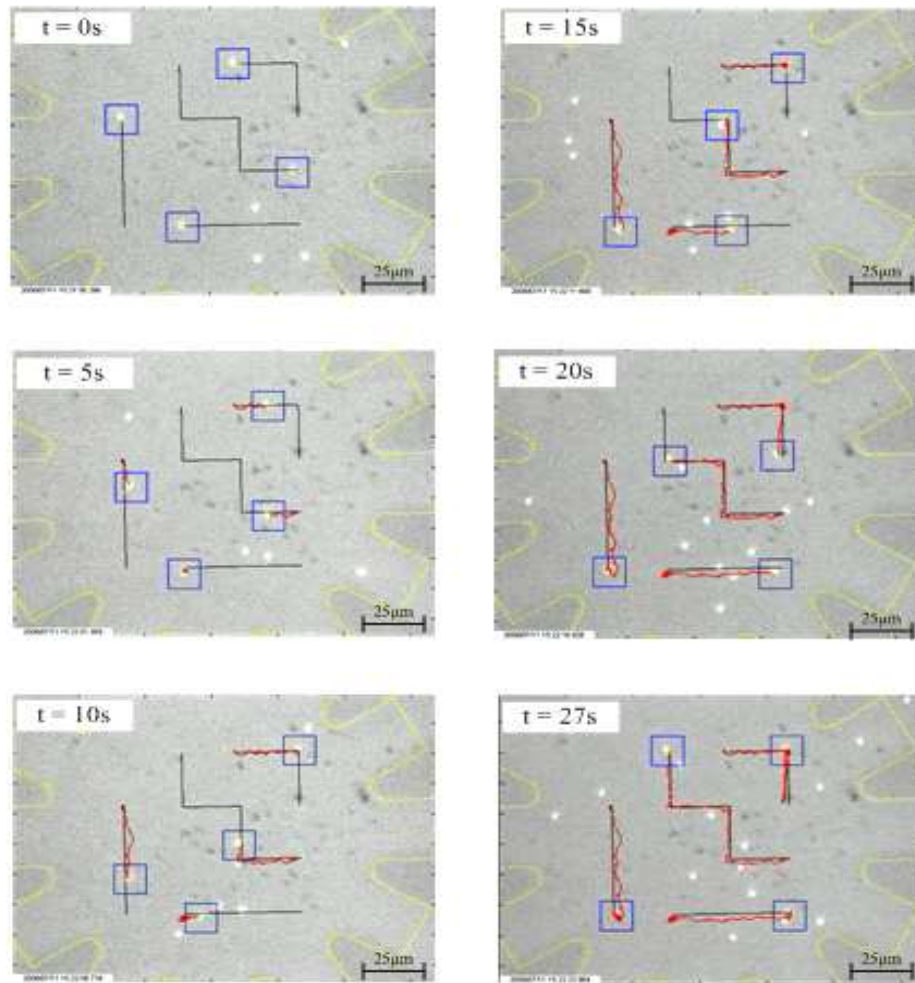 t = 0s
25μm
t = 15s
25μm
t = 5s
25μm
t = 20s
25μm
t = 10s
25μm
t = 27s
25μm